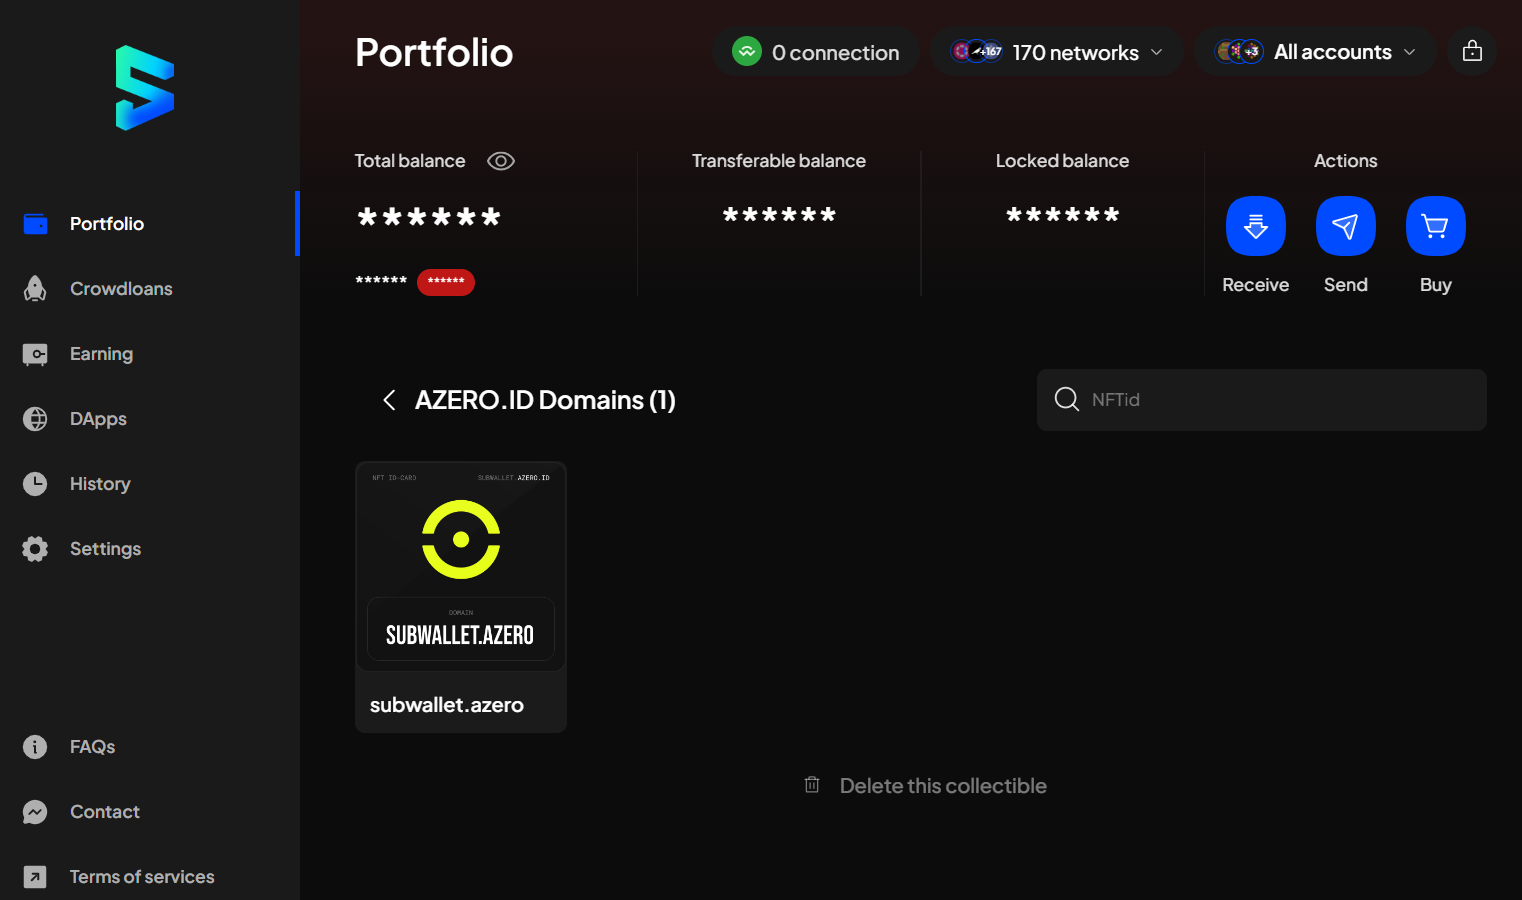 Portfolio
0 connection
+167
170 networks
+3
All accounts
Portfolio
Crowdloans
Earning
DApps
History
Settings
FAQs
Contact
Terms of services
Total balance
******
****** ******
Transferable balance
******
Locked balance
******
Actions
Receive
Send
Buy
AZERO.ID Domains (1)
NFTid
NFT ID-CARD
SUBWALLET.AZERO.ID
DOMAIN
SUBWALLET.AZERO
subwallet.azero
Delete this collectible